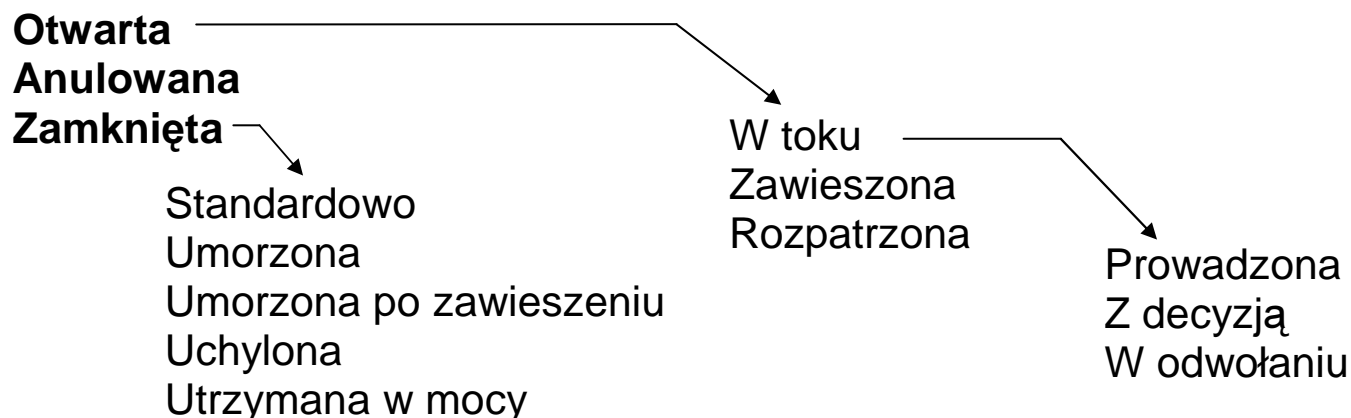 Otwarta
Anulowana
Zamknięta
Standardowo
Umorzona
Umorzona po zawieszeniu
Uchylona
Utrzymana w mocy
W toku
Zawieszona
Rozpatrzona
Prowadzona
Z decyzją
W odwołaniu